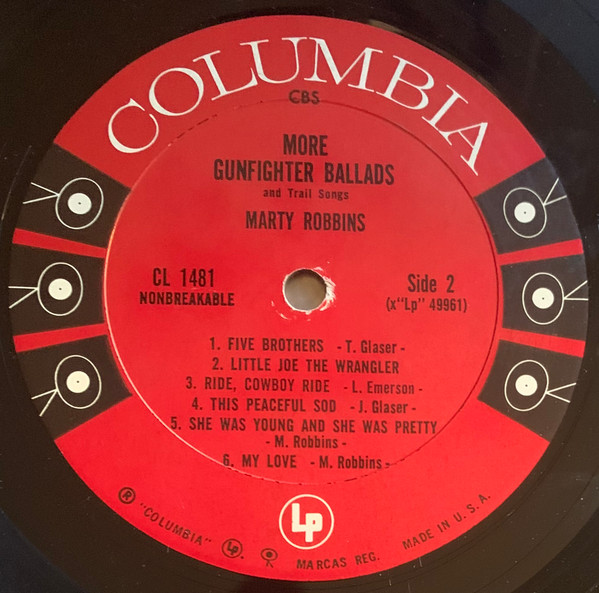 COLUMBIA
CBS
MORE
GUNFIGHTER BALLADS
and Trail Songs
MARTY ROBBINS
CL 1481
NONBREAKABLE
Side 2
(x"Lp" 49961)
1. FIVE BROTHERS -T. Glaser-
2. LITTLE JOE THE WRANGLER
3. RIDE, COWBOY RIDE -L. Emerson-
4. THIS PEACEFUL SOD -J. Glaser-
5. SHE WAS YOUNG AND SHE WAS PRETTY
-M. Robbins-
6. MY LOVE -M. Robbins-
Lp
® "COLUMBIA" Lp MARCAS REG. MADE IN U.S.A.